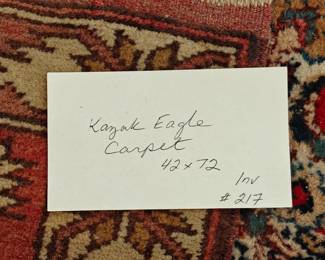 Kazak Eagle
Carpet
42 x 72
Inv
# 217